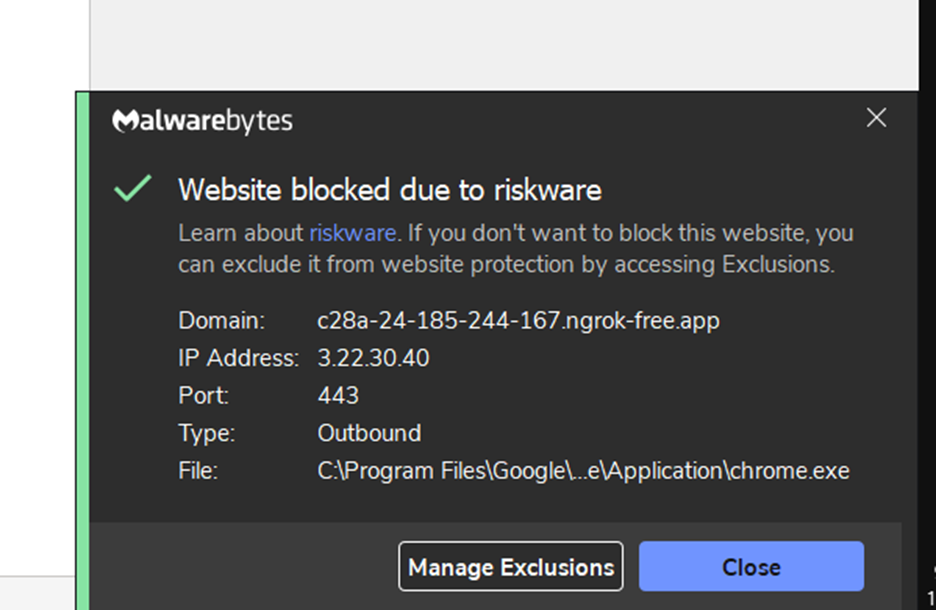 Malwarebytes
Website blocked due to riskware
Learn about riskware. If you don't want to block this website, you
can exclude it from website protection by accessing Exclusions.
Domain: c28a-24-185-244-167.ngrok-free.app
IP Address: 3.22.30.40
Port: 443
Type: Outbound
File: C:\Program Files\Google\...e\Application\chrome.exe
Manage Exclusions Close